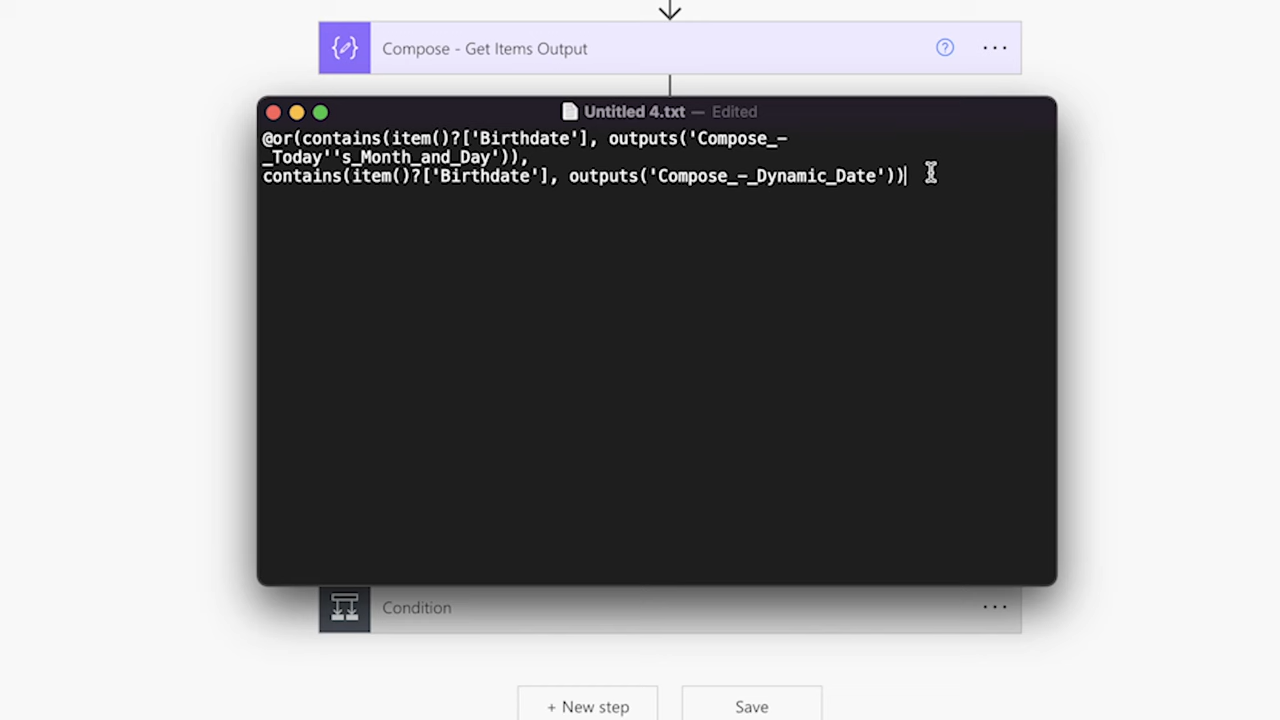 Compose - Get Items Output
Untitled 4.txt — Edited
@or(contains(item()?['Birthdate'], outputs('Compose_-
_Today''s_Month_and_Day')),
contains(item()?['Birthdate'], outputs('Compose_-_Dynamic_Date'))
Condition
+ New step
Save